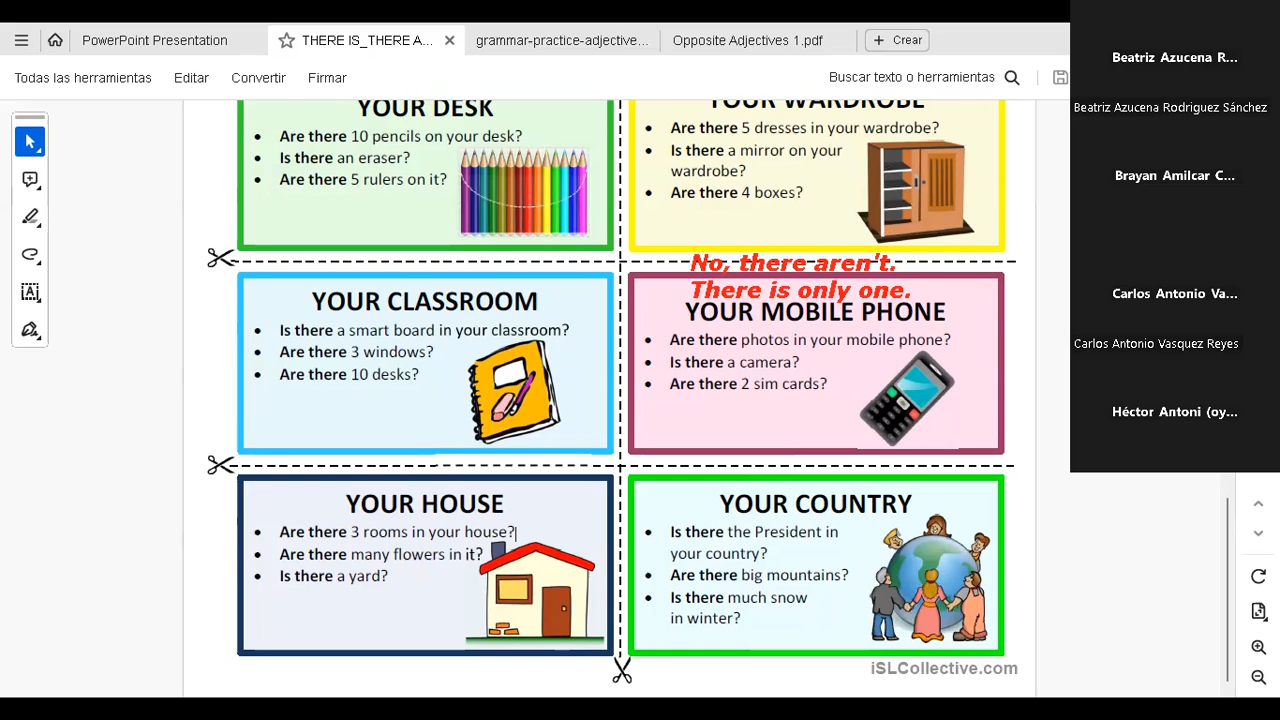 PowerPoint Presentation
THERE IS_THERE A...
grammar-practice-adjective...
Opposite Adjectives 1.pdf
+ Crear
Todas las herramientas
Editar
Convertir
Firmar
Buscar texto o herramientas
YOUR DESK
• Are there 10 pencils on your desk?
• Is there an eraser?
• Are there 5 rulers on it?
YOUR WARDROBE
• Are there 5 dresses in your wardrobe?
• Is there a mirror on your
wardrobe?
• Are there 4 boxes?
No, there aren't.
There is only one.
YOUR CLASSROOM
• Is there a smart board in your classroom?
• Are there 3 windows?
• Are there 10 desks?
YOUR MOBILE PHONE
• Are there photos in your mobile phone?
• Is there a camera?
• Are there 2 sim cards?
YOUR HOUSE
• Are there 3 rooms in your house?
• Are there many flowers in it?
• Is there a yard?
YOUR COUNTRY
• Is there the President in
your country?
• Are there big mountains?
• Is there much snow
in winter?
iSLCollective.com
Beatriz Azucena R...
Beatriz Azucena Rodriguez Sánchez
Brayan Amilcar C...
Carlos Antonio Va...
Carlos Antonio Vasquez Reyes
Héctor Antoni (oy...